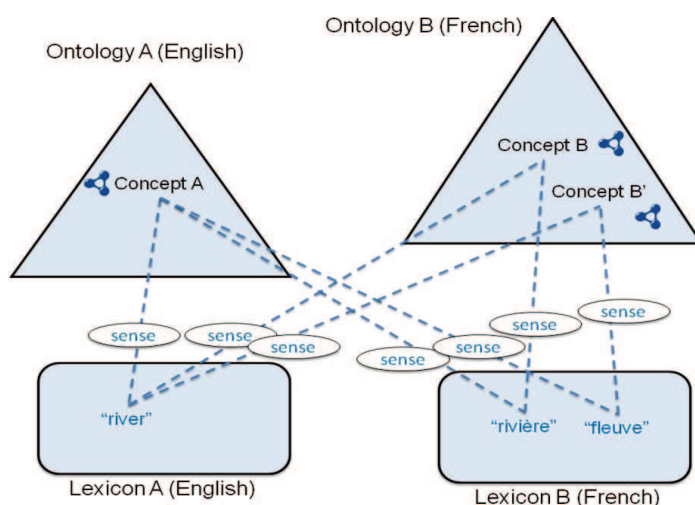 Ontology B (French)
Ontology A (English)
Concept B
Concept A
Concept B'
sense
sense
sense
sense
sense
sense
sense
"river"
"rivière"
"fleuve"
Lexicon A (English)
Lexicon B (French)